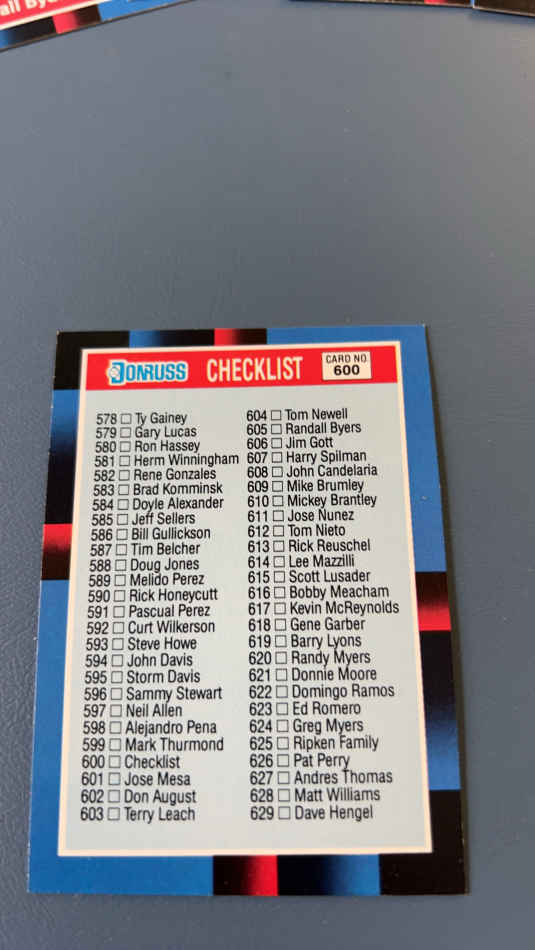 DONRUSS CHECKLIST CARD NO. 600
578 ☐ Ty Gainey
579 ☐ Gary Lucas
580 ☐ Ron Hassey
581 ☐ Herm Winningham
582 ☐ Rene Gonzales
583 ☐ Brad Komminsk
584 ☐ Doyle Alexander
585 ☐ Jeff Sellers
586 ☐ Bill Gullickson
587 ☐ Tim Belcher
588 ☐ Doug Jones
589 ☐ Melido Perez
590 ☐ Rick Honeycutt
591 ☐ Pascual Perez
592 ☐ Curt Wilkerson
593 ☐ Steve Howe
594 ☐ John Davis
595 ☐ Storm Davis
596 ☐ Sammy Stewart
597 ☐ Neil Allen
598 ☐ Alejandro Pena
599 ☐ Mark Thurmond
600 ☐ Checklist
601 ☐ Jose Mesa
602 ☐ Don August
603 ☐ Terry Leach
604 ☐ Tom Newell
605 ☐ Randall Byers
606 ☐ Jim Gott
607 ☐ Harry Spilman
608 ☐ John Candelaria
609 ☐ Mike Brumley
610 ☐ Mickey Brantley
611 ☐ Jose Nunez
612 ☐ Tom Nieto
613 ☐ Rick Reuschel
614 ☐ Lee Mazzilli
615 ☐ Scott Lusader
616 ☐ Bobby Meacham
617 ☐ Kevin McReynolds
618 ☐ Gene Garber
619 ☐ Barry Lyons
620 ☐ Randy Myers
621 ☐ Donnie Moore
622 ☐ Domingo Ramos
623 ☐ Ed Romero
624 ☐ Greg Myers
625 ☐ Ripken Family
626 ☐ Pat Perry
627 ☐ Andres Thomas
628 ☐ Matt Williams
629 ☐ Dave Hengel